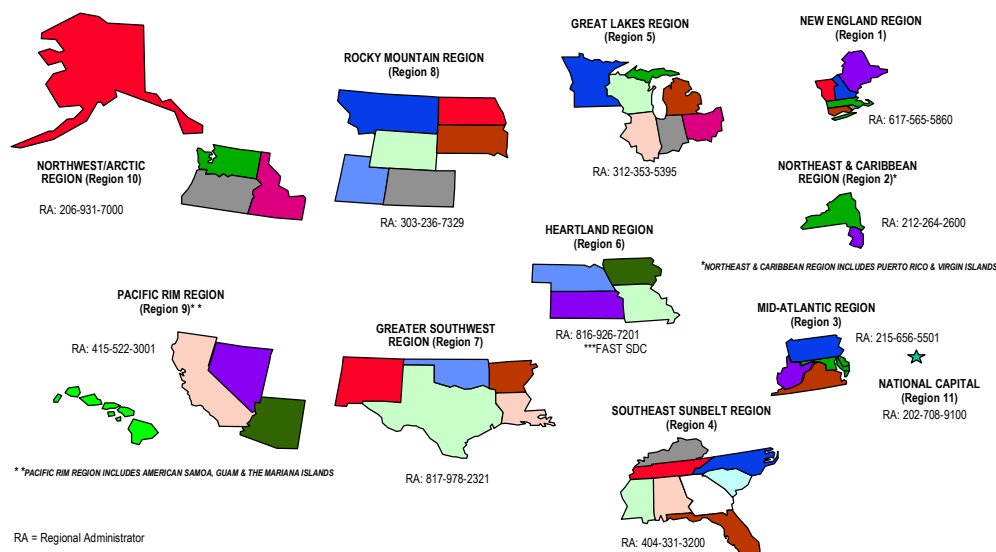 GREAT LAKES REGION
(Region 5)
NEW ENGLAND REGION
(Region 1)
ROCKY MOUNTAIN REGION
(Region 8)
RA: 617-565-5860
NORTHWEST/ARCTIC
REGION (Region 10)
RA: 206-931-7000
312-353-5395
RA: 303-236-7329
NORTHEAST & CARIBBEAN
REGION (Region 2)*
RA: 212-264-2600
HEARTLAND REGION
(Region 6)
*NORTHEAST & CARIBBEAN REGION INCLUDES PUERTO RICO & VIRGIN ISLANDS
PACIFIC RIM REGION
(Region 9)* *
RA: 415-522-3001
GREATER SOUTHWEST
REGION (Region 7)
RA: 816-926-7201
***FAST SDC
MID-ATLANTIC REGION
(Region 3)
RA: 215-656-5501
NATIONAL CAPITAL
(Region 11)
RA: 202-708-9100
SOUTHEAST SUNBELT REGION
(Region 4)
* *PACIFIC RIM REGION INCLUDES AMERICAN SAMOA, GUAM & THE MARIANA ISLANDS
RA: 817-978-2321
RA: 404-331-3200
RA = Regional Administrator